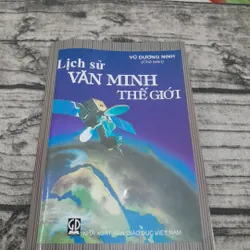 VŨ DƯƠNG NINH
(Chủ biên)
Lịch sử
VĂN MINH
THẾ GIỚI
NHÀ XUẤT BẢN GIÁO DỤC VIỆT NAM